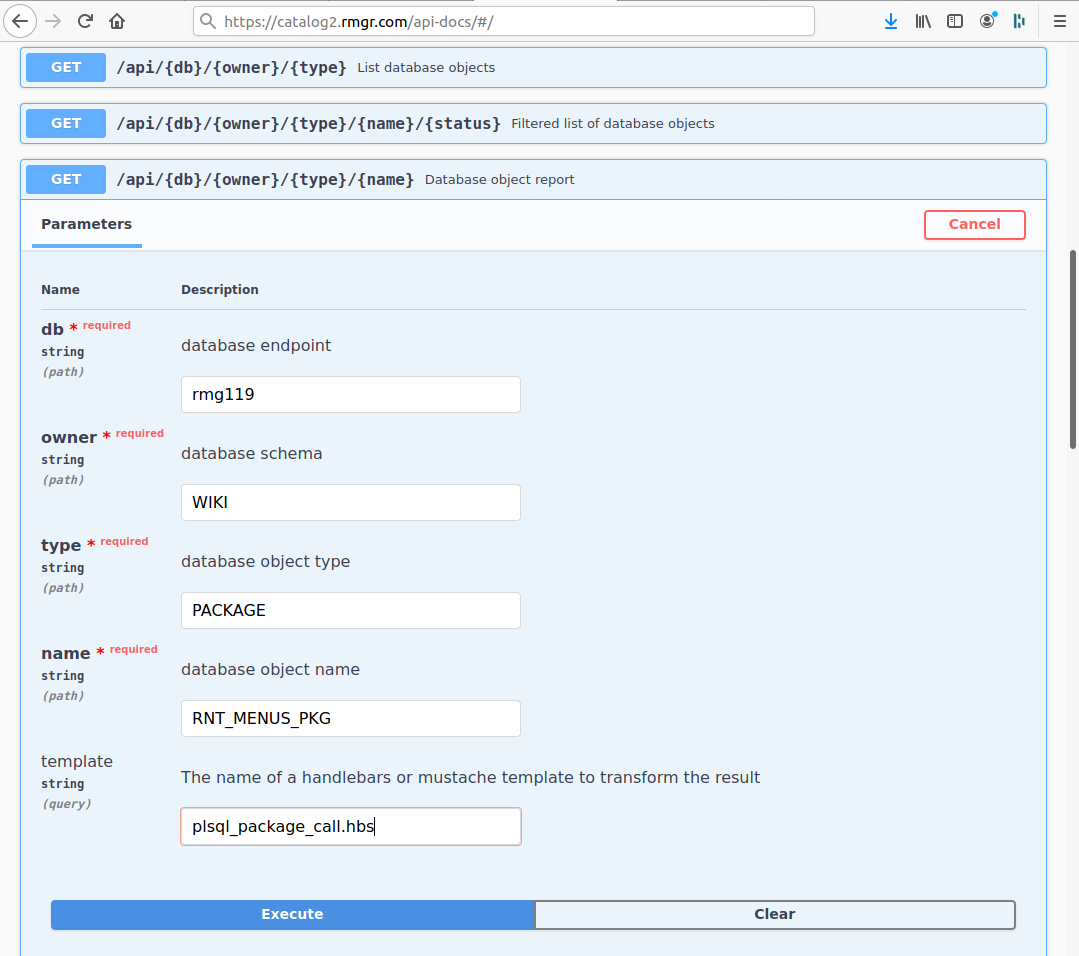 https://catalog2.rmgr.com/api-docs/#/
GET /api/{db}/{owner}/{type} List database objects
GET /api/{db}/{owner}/{type}/{name}/{status} Filtered list of database objects
GET /api/{db}/{owner}/{type}/{name} Database object report
Parameters Cancel
Name Description
db * required
string
(path)
database endpoint
rmg119
owner * required
string
(path)
database schema
WIKI
type * required
string
(path)
database object type
PACKAGE
name * required
string
(path)
database object name
RNT_MENUS_PKG
template
string
(query)
The name of a handlebars or mustache template to transform the result
plsql_package_call.hbs
Execute Clear